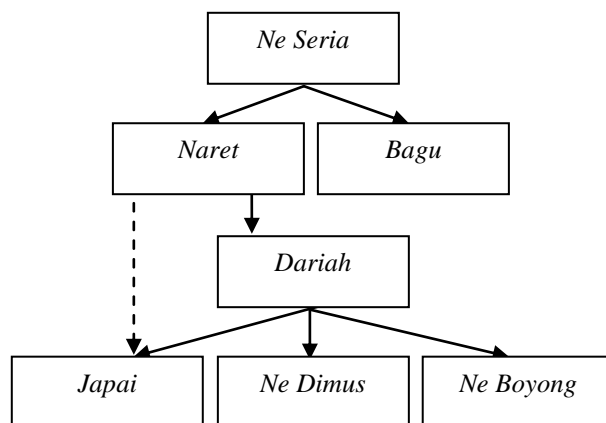 Ne Seria
Naret
Bagu
Dariah
Japai
Ne Dimus
Ne Boyong